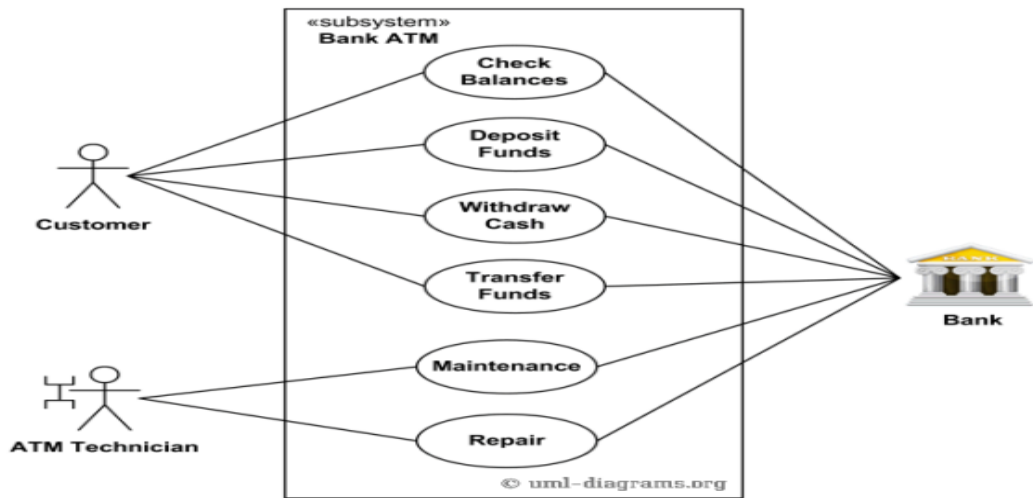 «subsystem»
Bank ATM
Check
Balances
Deposit
Funds
Customer
Withdraw
Cash
BANK
Transfer
Funds
Bank
Maintenance
ATM Technician
Repair
© uml-diagrams.org